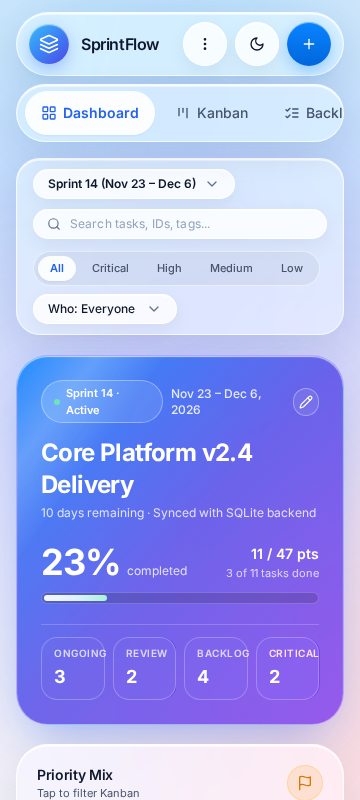 SprintFlow
Dashboard
Kanban
Backl
Sprint 14 (Nov 23 – Dec 6)
Search tasks, IDs, tags...
All Critical High Medium Low
Who: Everyone
Sprint 14 ·
Active
Nov 23 – Dec 6,
2026
Core Platform v2.4
Delivery
10 days remaining · Synced with SQLite backend
23% completed
11 / 47 pts
3 of 11 tasks done
ONGOING
3
REVIEW
2
BACKLOG
4
CRITICAL
2
Priority Mix
Tap to filter Kanban